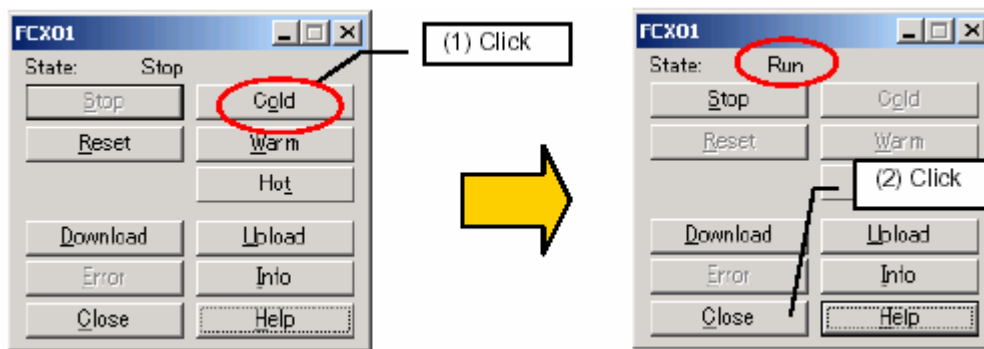 FCX01
State: Stop
Stop Cold
Reset Warm
Hot
Download Upload
Error Info
Close Help
(1) Click
FCX01
State: Run
Stop Cold
Reset Warm
(2) Click
Download Upload
Error Info
Close Help